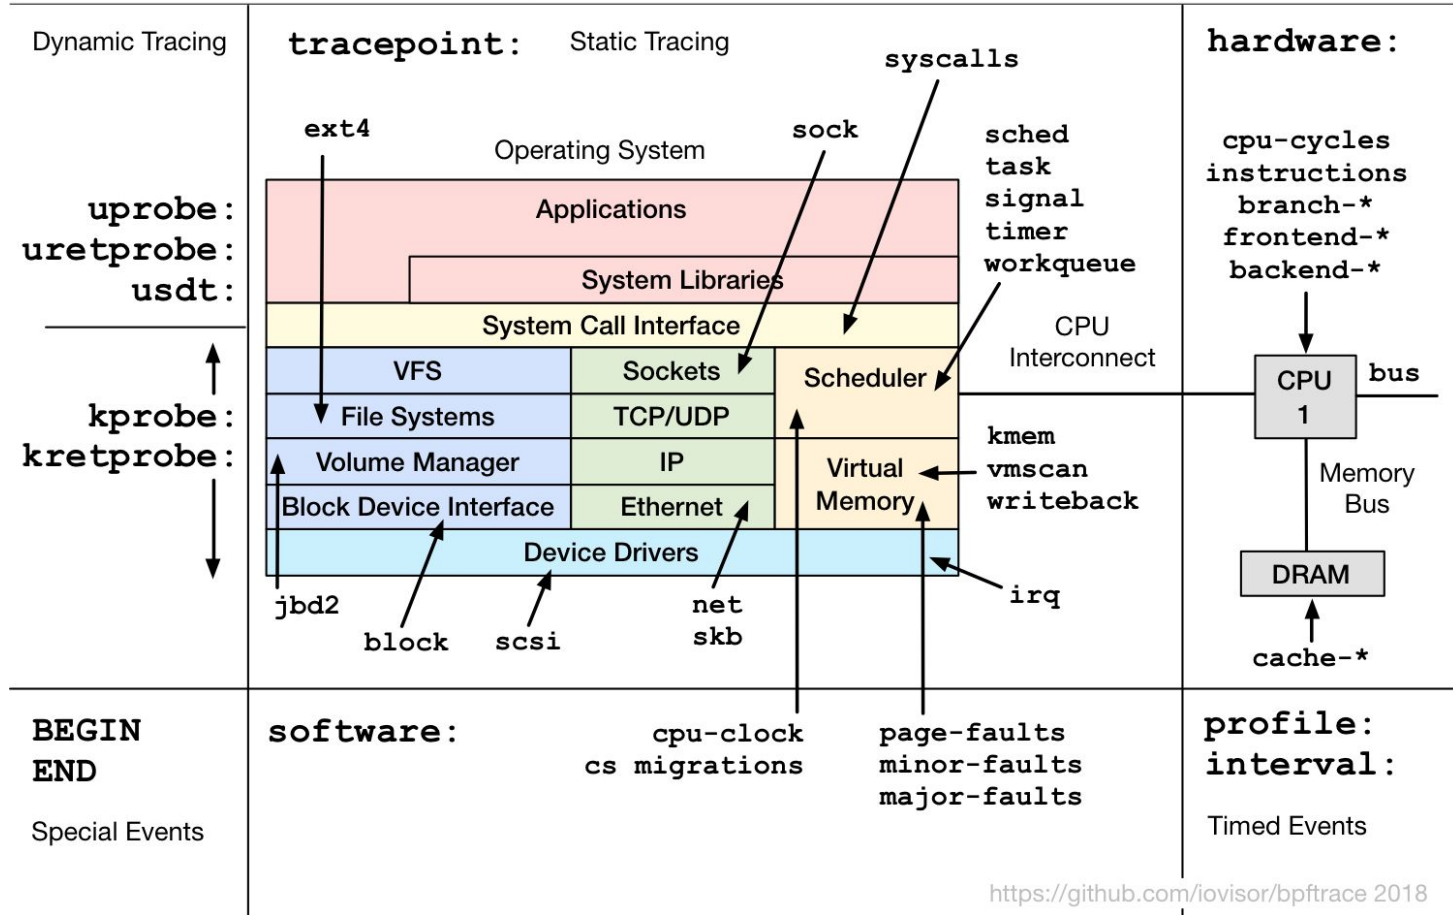 Dynamic Tracing
uprobe:
uretprobe:
usdt:
kprobe:
kretprobe:
tracepoint:
Static Tracing
syscalls
ext4
sock
Operating System
sched
task
signal
timer
workqueue
Applications
System Libraries
System Call Interface
VFS
Sockets
Scheduler
File Systems
TCP/UDP
Volume Manager
IP
Virtual
Memory
Block Device Interface
Ethernet
Device Drivers
CPU
Interconnect
kmem
vmscan
writeback
jbd2
block
scsi
net
skb
irq
hardware:
cpu-cycles
instructions
branch-*
frontend-*
backend-*
CPU
1
bus
Memory
Bus
DRAM
cache-*
BEGIN
END
Special Events
software:
cpu-clock
cs migrations
page-faults
minor-faults
major-faults
profile:
interval:
Timed Events
https://github.com/iovisor/bpftrace 2018